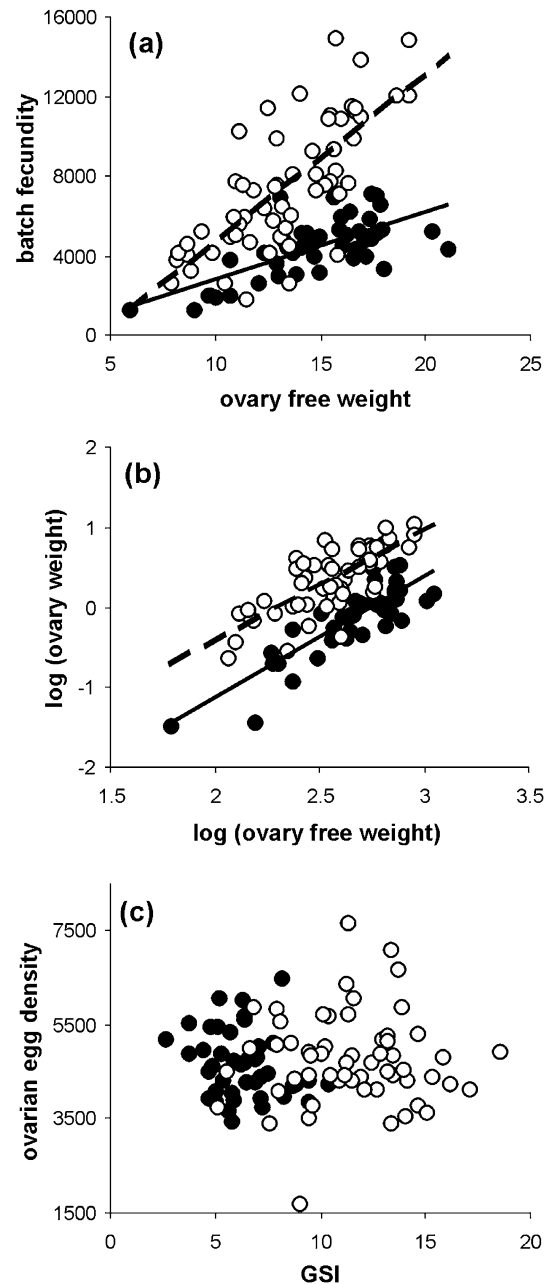 (a)
16000
12000
8000
4000
0
batch fecundity
5 10 15 20 25
ovary free weight
(b)
2
1
0
-1
-2
log (ovary weight)
1.5 2 2.5 3 3.5
log (ovary free weight)
(c)
7500
5500
3500
1500
ovarian egg density
0 5 10 15 20
GSI